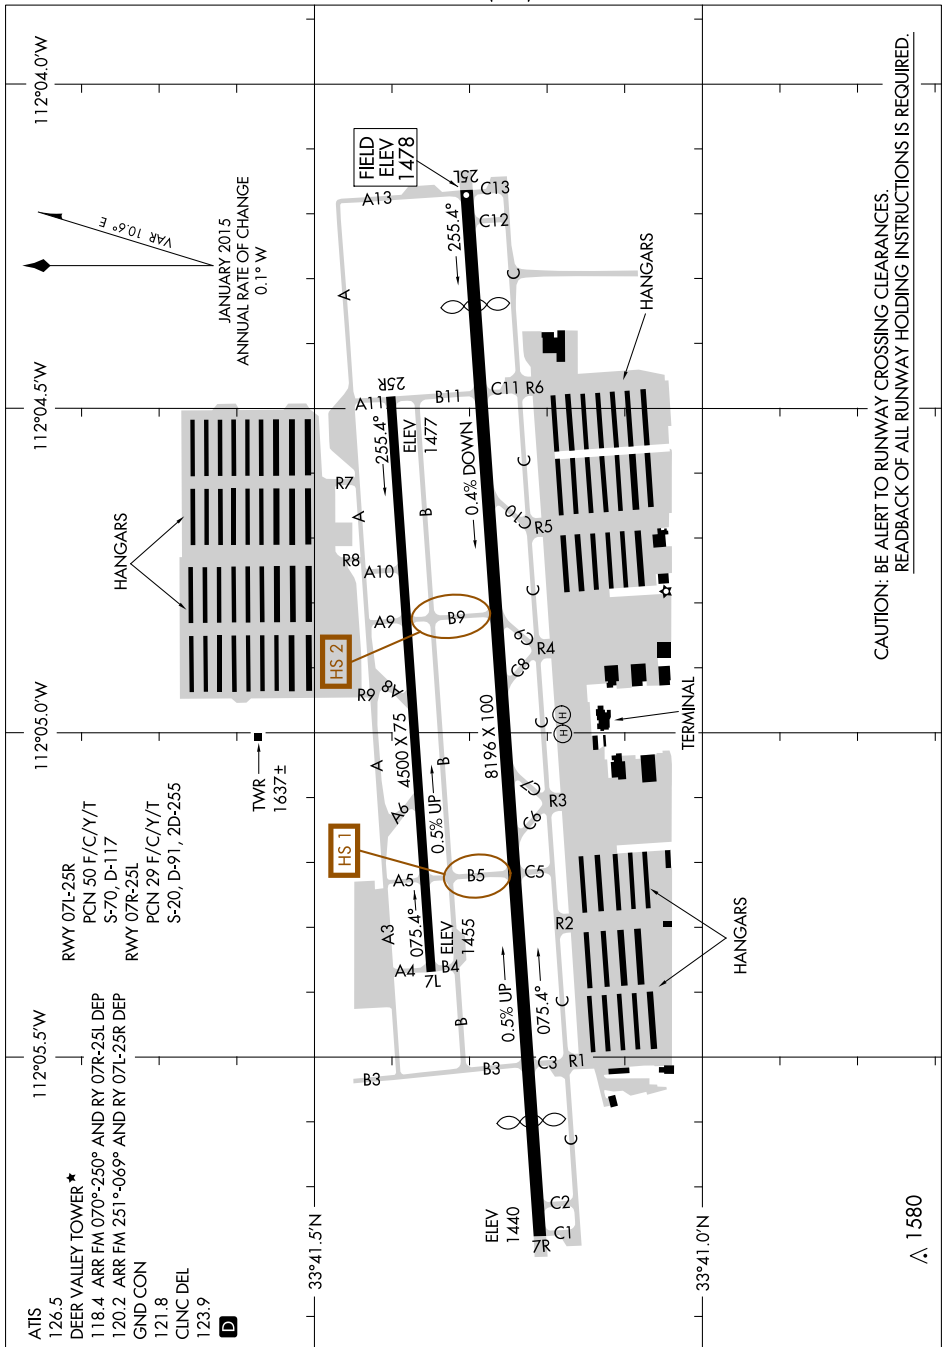 ATIS
126.5
DEER VALLEY TOWER★
118.4 ARR FM 070°-250° AND RY 07R-25L DEP
120.2 ARR FM 251°-069° AND RY 07L-25R DEP
GND CON
121.8
CLNC DEL
123.9
D
RWY 07L-25R
PCN 50 F/C/Y/T
S-70, D-117
RWY 07R-25L
PCN 29 F/C/Y/T
S-20, D-91, 2D-255
TWR
1637±
HANGARS
JANUARY 2015
ANNUAL RATE OF CHANGE
0.1° W
VAR 10.6° E
112°05.5'W
112°05.0'W
112°04.5'W
112°04.0'W
33°41.5'N
33°41.0'N
FIELD
ELEV
1478
HS 1
HS 2
R9
R8
R7
A
A
A
A3
A4
A5
A6
A8
A9
A10
A11
A13
7L
075.4°
4500 X 75
0.5% UP
255.4°
25R
ELEV
1455
ELEV
1477
B3
B3
B4
B
B5
B
B9
B
B11
ELEV
1440
7R
0.5% UP
075.4°
8196 X 100
0.4% DOWN
255.4°
25L
C1
C2
C
C3
C
C5
C6
C7
C
C8
C9
C
C10
C
C11
C
C12
C13
R1
R2
R3
R4
R5
R6
H
H
HANGARS
TERMINAL
HANGARS
1580
CAUTION: BE ALERT TO RUNWAY CROSSING CLEARANCES.
READBACK OF ALL RUNWAY HOLDING INSTRUCTIONS IS REQUIRED.